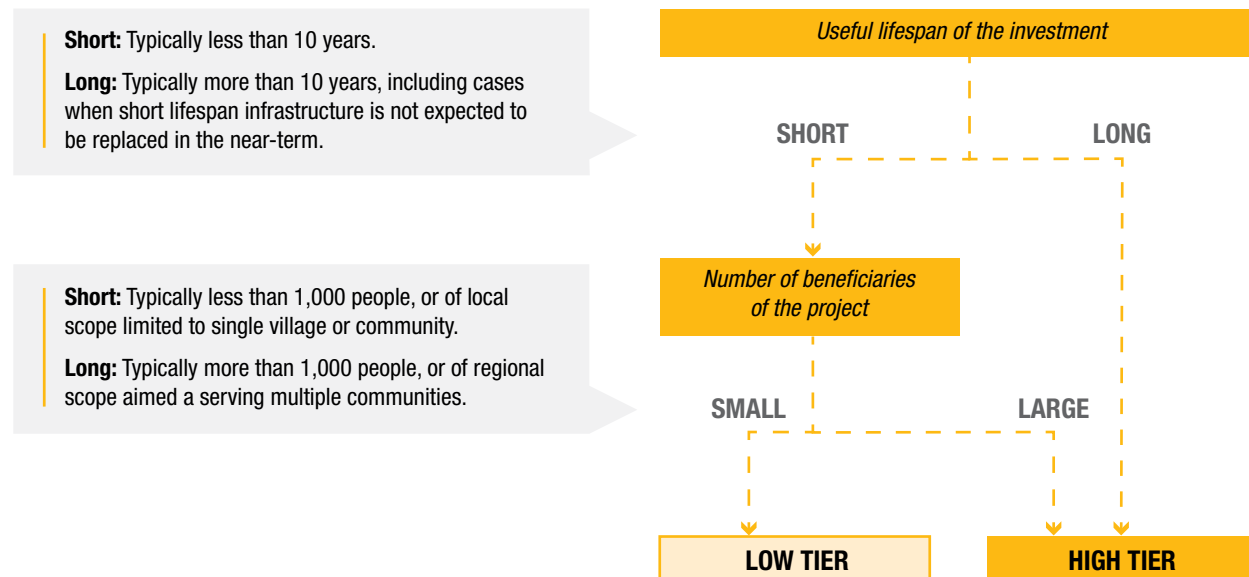 Short: Typically less than 10 years.
Long: Typically more than 10 years, including cases
when short lifespan infrastructure is not expected to
be replaced in the near-term.
Useful lifespan of the investment
SHORT
LONG
Short: Typically less than 1,000 people, or of local
scope limited to single village or community.
Long: Typically more than 1,000 people, or of regional
scope aimed a serving multiple communities.
Number of beneficiaries
of the project
SMALL
LARGE
LOW TIER
HIGH TIER